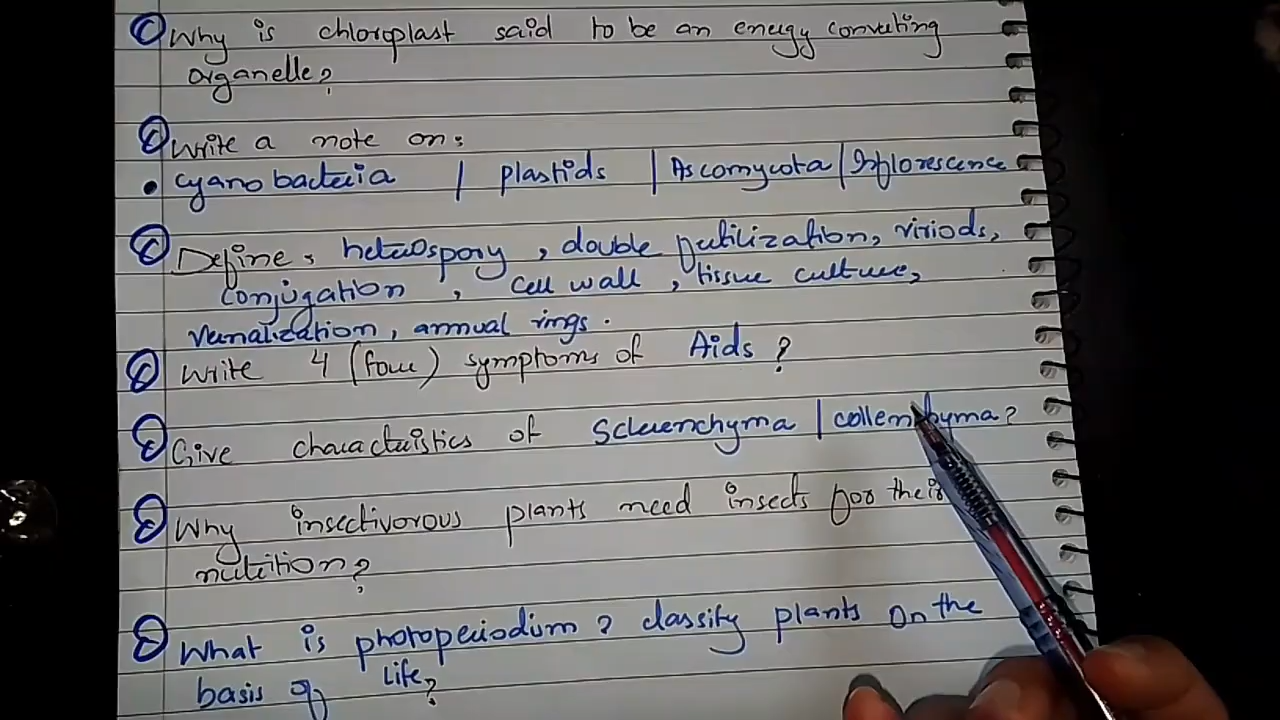 Why is chloroplast said to be an energy converting
organelle?
Write a note on:
• cyanobacteria | plastids | Ascomycota | Inflorescence
Define: heterospory, double futilization, viriods,
conjugation, cell wall, tissue culture,
Vernalization, annual rings.
Write 4 (four) symptoms of Aids?
Give characteristics of Sclerenchyma | collenchyma?
Why insectivorous plants need insects for their
nutrition?
What is photoperiodism? classify plants on the
basis of life?